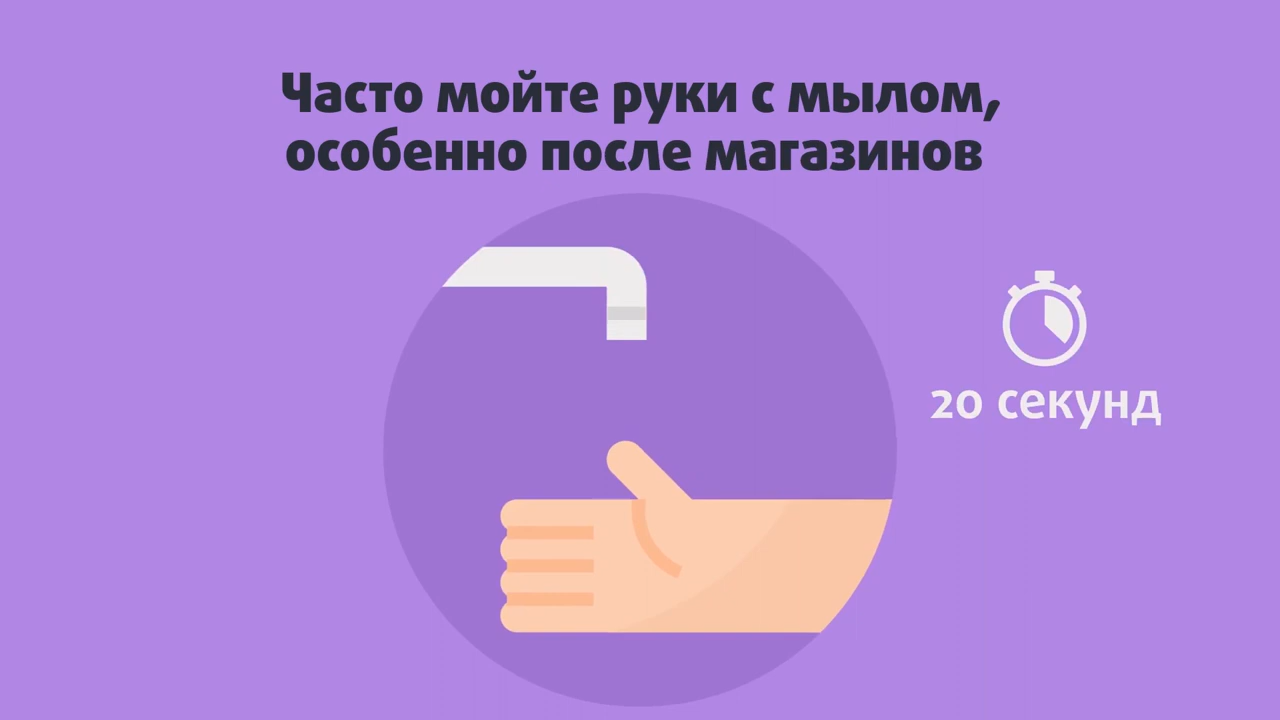 Часто мойте руки с мылом,
особенно после магазинов
20 секунд